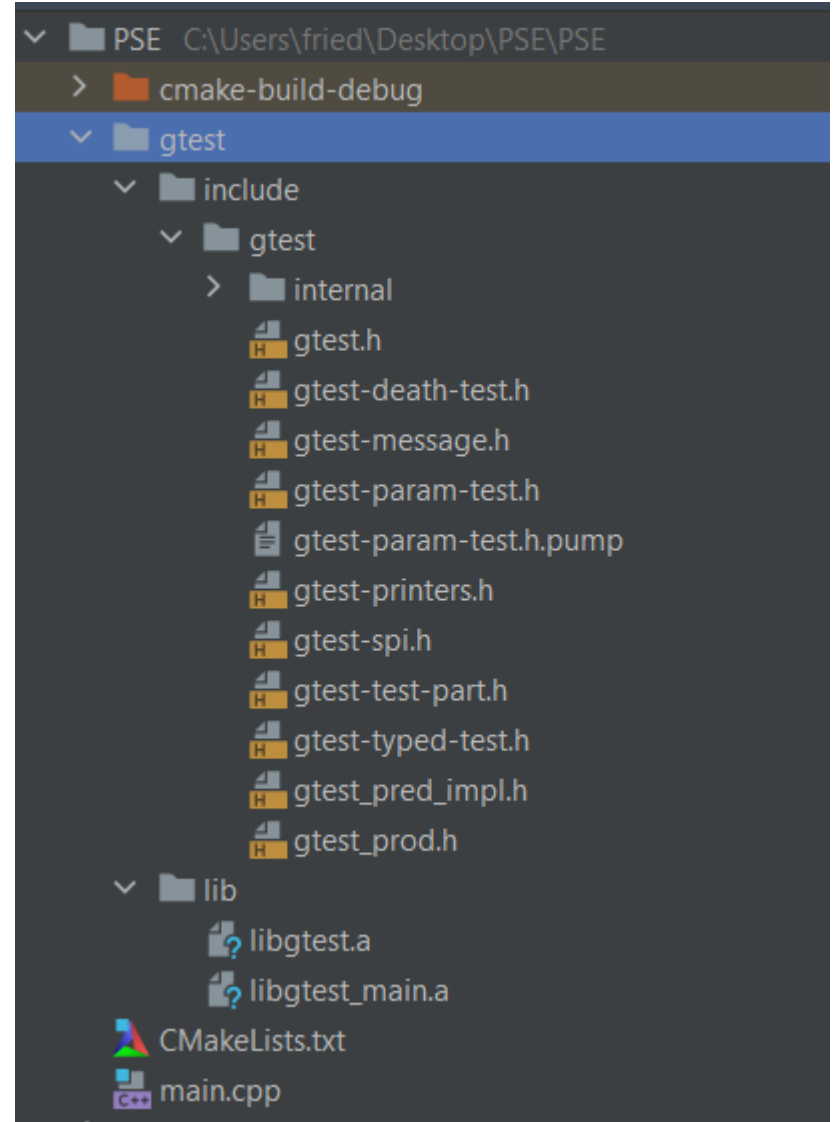 PSE C:\Users\fried\Desktop\PSE\PSE
cmake-build-debug
gtest
include
gtest
internal
gtest.h
gtest-death-test.h
gtest-message.h
gtest-param-test.h
gtest-param-test.h.pump
gtest-printers.h
gtest-spi.h
gtest-test-part.h
gtest-typed-test.h
gtest_pred_impl.h
gtest_prod.h
lib
libgtest.a
libgtest_main.a
CMakeLists.txt
main.cpp